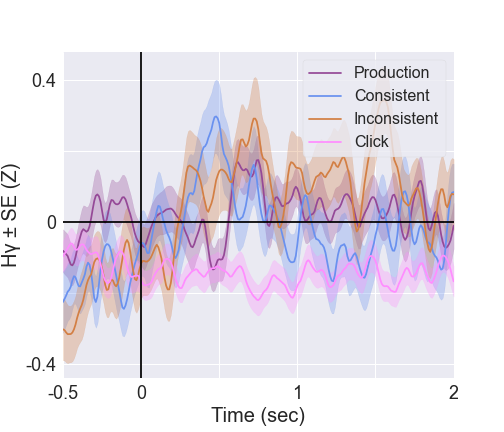 Production
Consistent
Inconsistent
Click
0.4
0
-0.4
Hγ ± SE (Z)
-0.5
0
1
2
Time (sec)